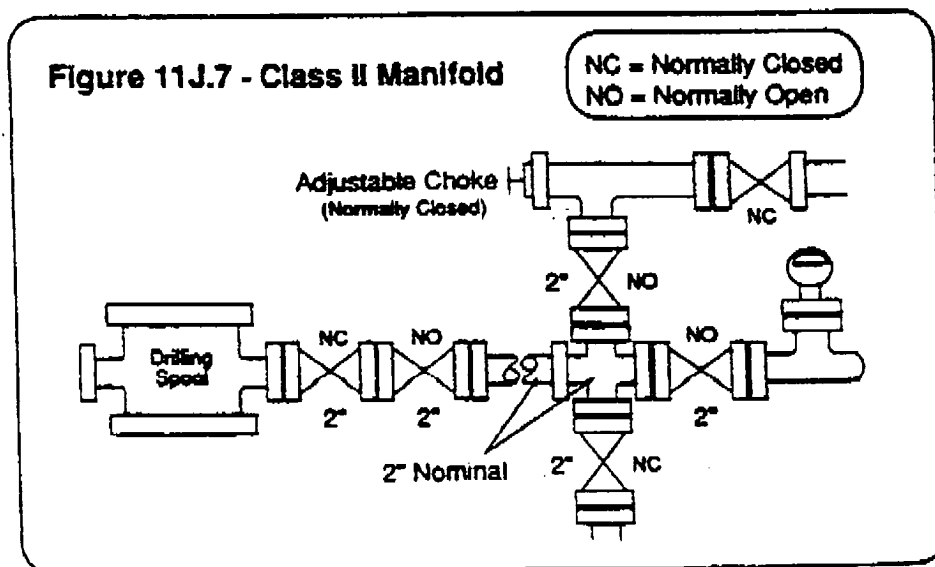 Figure 11J.7 - Class II Manifold
NC = Normally Closed
NO = Normally Open
Adjustable Choke
(Normally Closed)
NC
2" NO
NC NO
Drilling
Spool
NO
2" 2"
2"
2" Nominal
2" NC